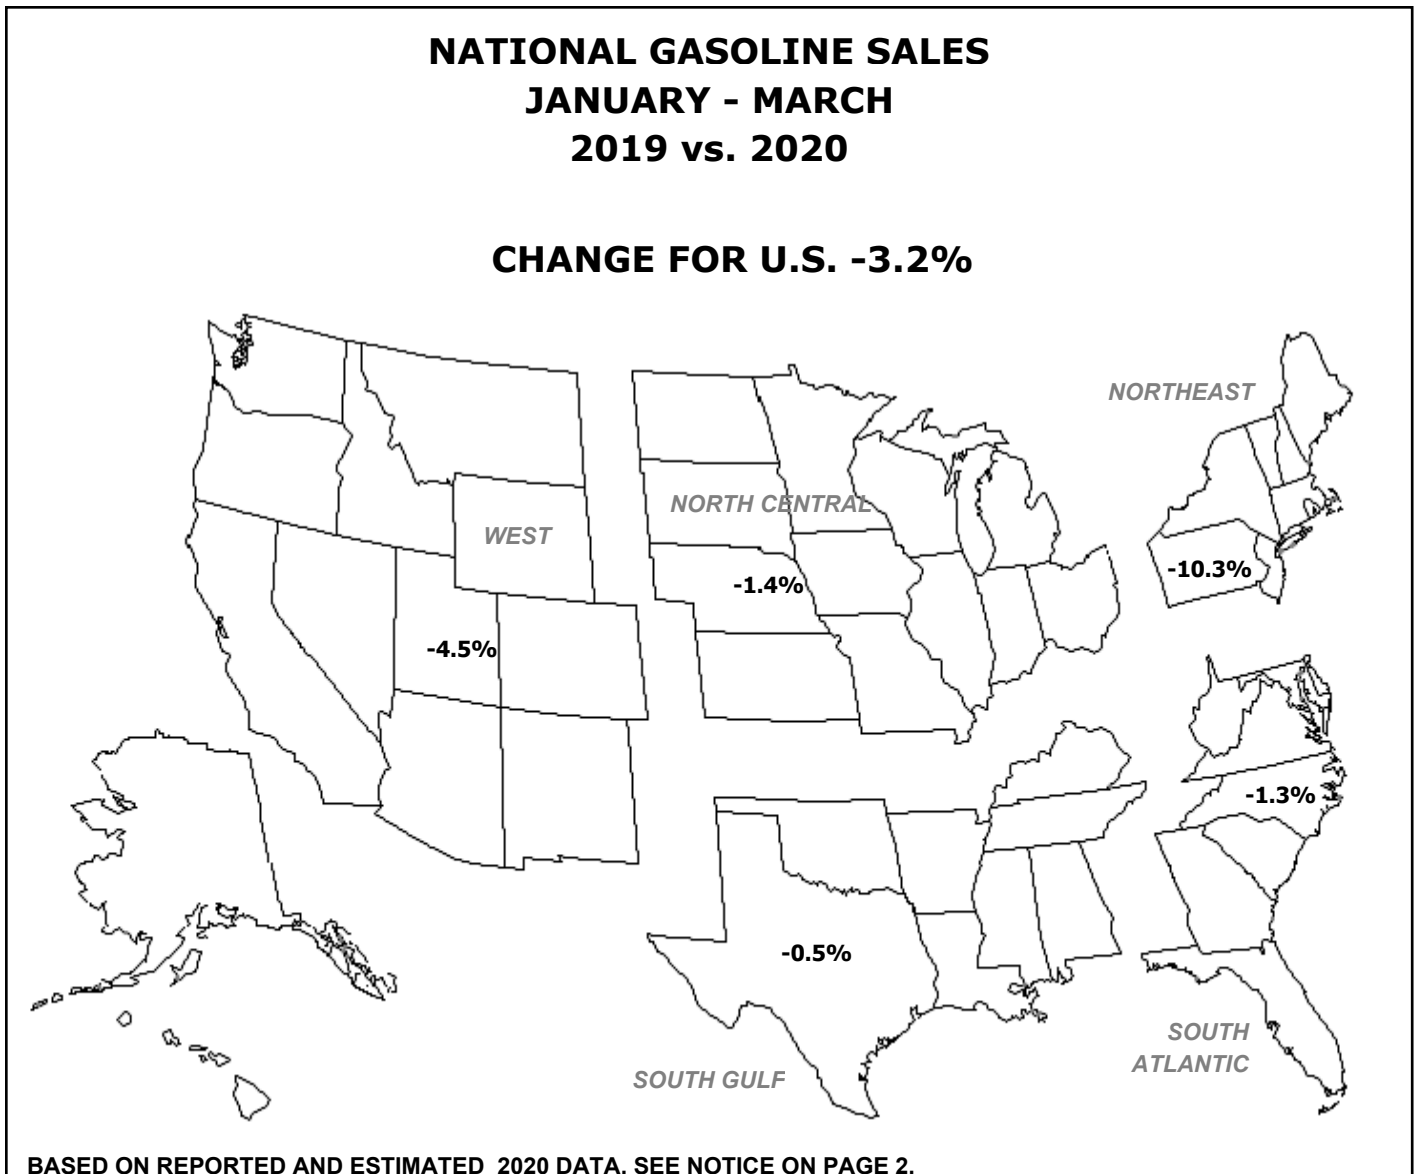 NATIONAL GASOLINE SALES
JANUARY - MARCH
2019 vs. 2020
CHANGE FOR U.S. -3.2%
NORTHEAST
NORTH CENTRAL
WEST
-10.3%
-1.4%
-4.5%
-1.3%
-0.5%
SOUTH
ATLANTIC
SOUTH GULF
BASED ON REPORTED AND ESTIMATED  2020 DATA. SEE NOTICE ON PAGE 2.